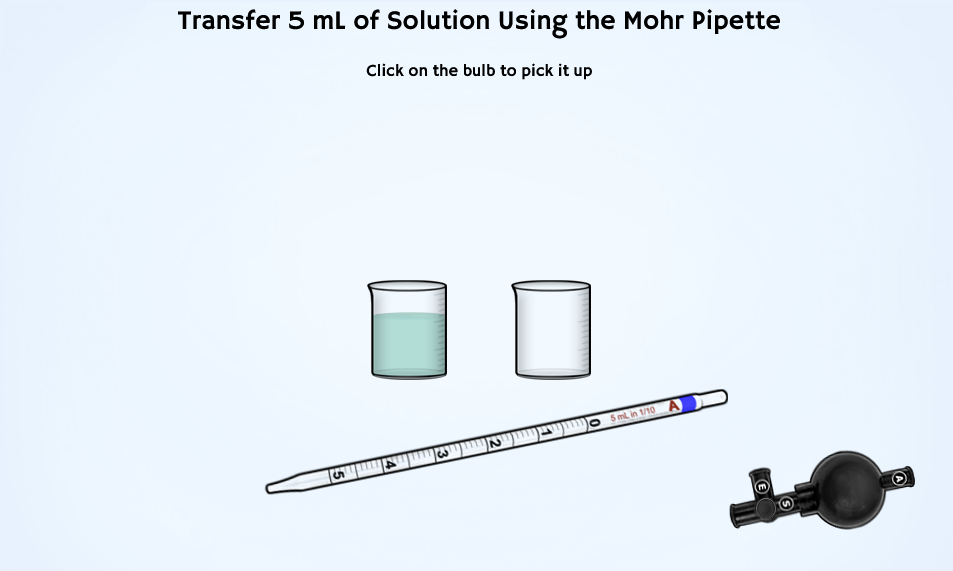 Transfer 5 mL of Solution Using the Mohr Pipette
Click on the bulb to pick it up
5 4 3 2 1 0 5 mL in 1/10 A
E S A